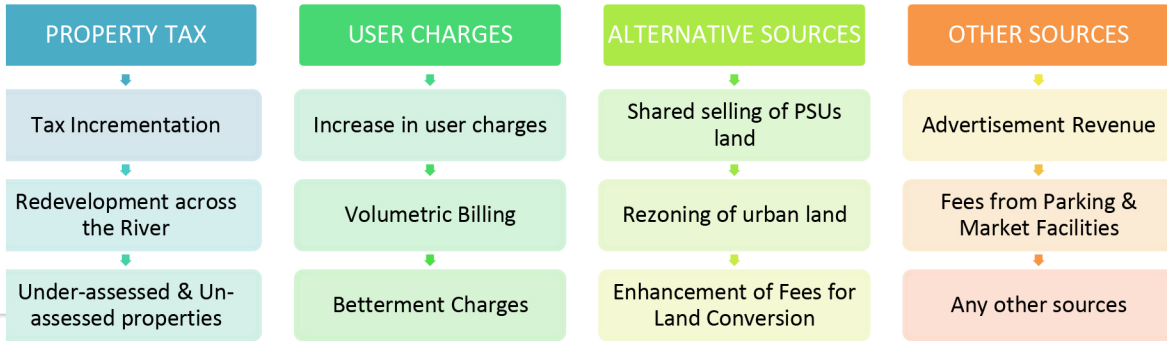 PROPERTY TAX
Tax Incrementation
Redevelopment across
the River
Under-assessed & Un-
assessed properties
USER CHARGES
Increase in user charges
Volumetric Billing
Betterment Charges
ALTERNATIVE SOURCES
Shared selling of PSUs
land
Rezoning of urban land
Enhancement of Fees for
Land Conversion
OTHER SOURCES
Advertisement Revenue
Fees from Parking &
Market Facilities
Any other sources